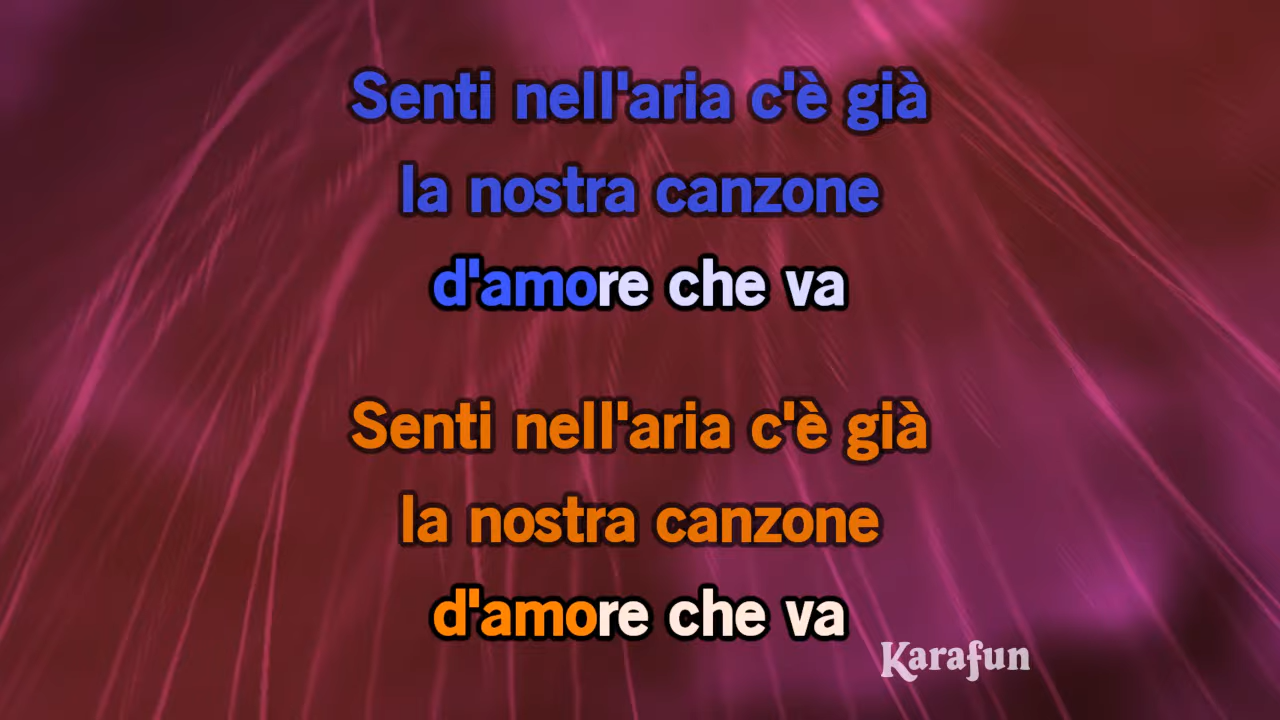 Senti nell'aria c'è già
la nostra canzone
d'amore che va
Senti nell'aria c'è già
la nostra canzone
d'amore che va
Karafun